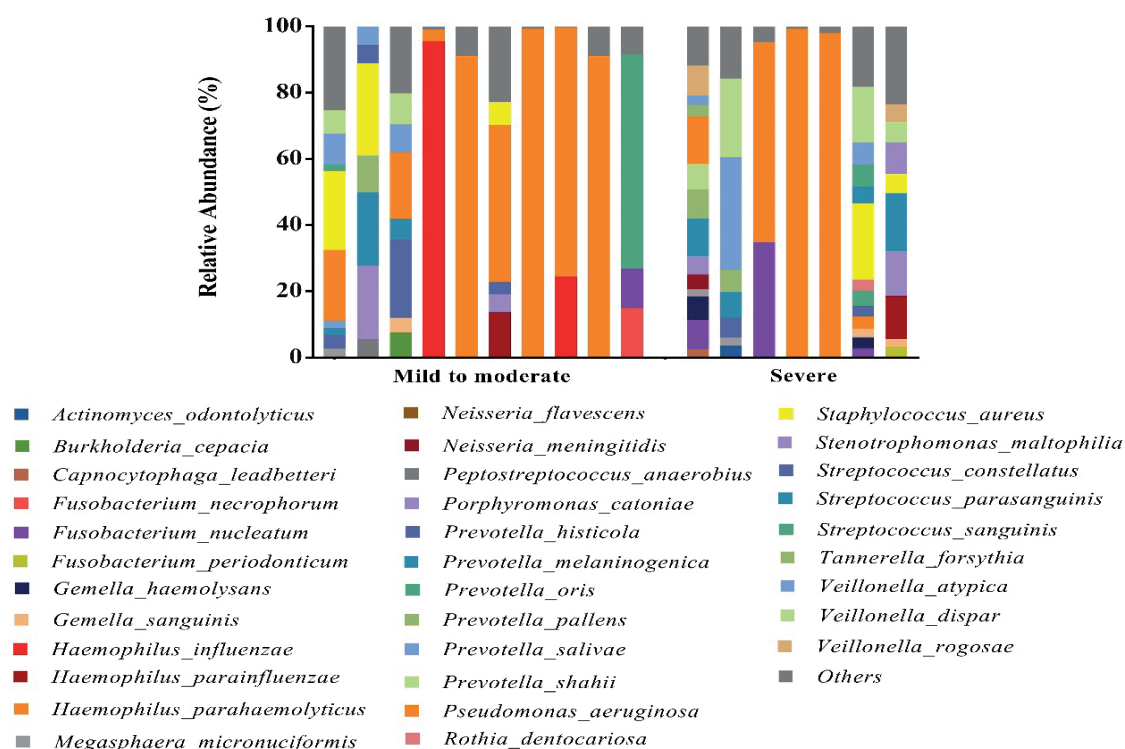 100
80
60
40
20
0
Relative Abundance (%)
Mild to moderate
Severe
Actinomyces_odontolyticus
Burkholderia_cepacia
Capnocytophaga_leadbetteri
Fusobacterium_necrophorum
Fusobacterium_nucleatum
Fusobacterium_periodonticum
Gemella_haemolysans
Gemella_sanguinis
Haemophilus_influenzae
Haemophilus_parainfluenzae
Haemophilus_parahaemolyticus
Megasphaera_micronuciformis
Neisseria_flavescens
Neisseria_meningitidis
Peptostreptococcus_anaerobius
Porphyromonas_catoniae
Prevotella_histicola
Prevotella_melaninogenica
Prevotella_oris
Prevotella_pallens
Prevotella_salivae
Prevotella_shahii
Pseudomonas_aeruginosa
Rothia_dentocariosa
Staphylococcus_aureus
Stenotrophomonas_maltophilia
Streptococcus_constellatus
Streptococcus_parasanguinis
Streptococcus_sanguinis
Tannerella_forsythia
Veillonella_atypica
Veillonella_dispar
Veillonella_rogosae
Others